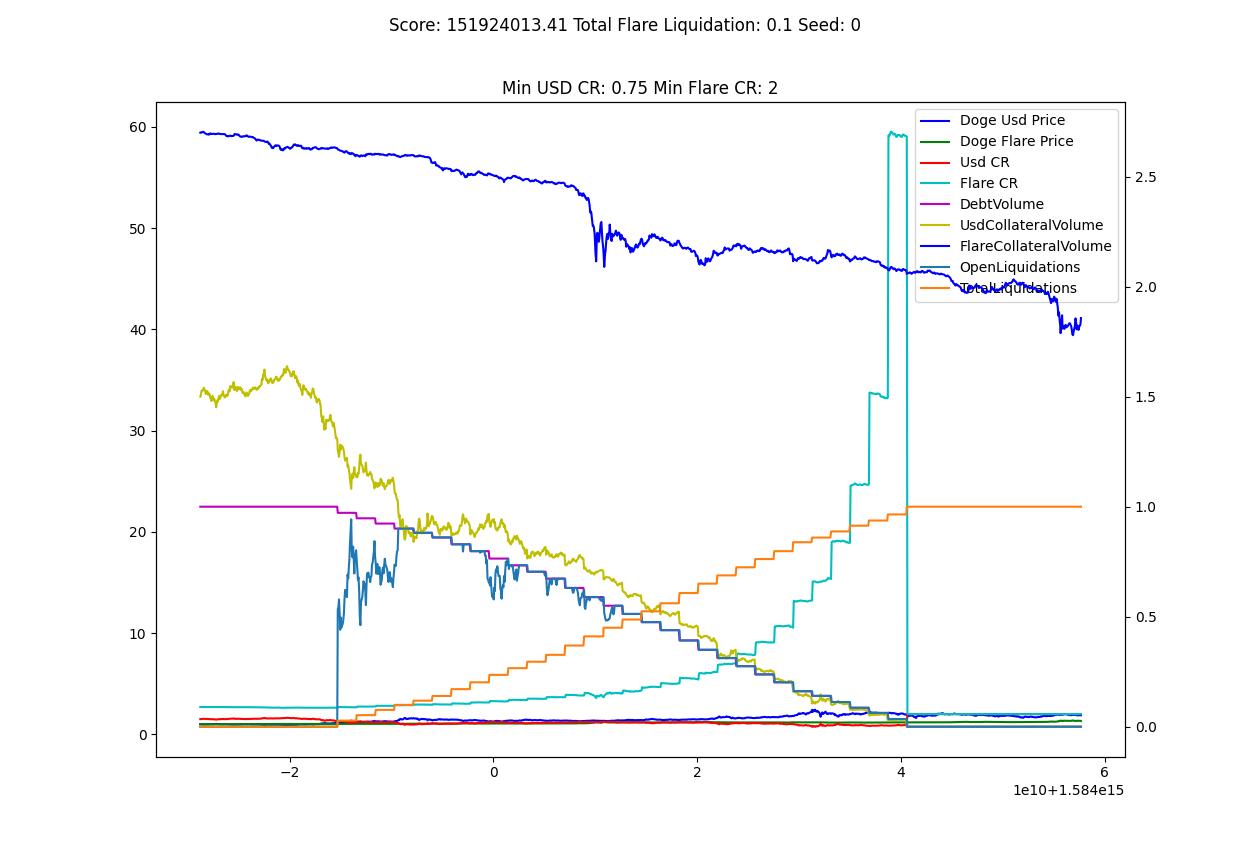 Score: 151924013.41 Total Flare Liquidation: 0.1 Seed: 0
Min USD CR: 0.75 Min Flare CR: 2
Doge Usd Price
Doge Flare Price
Usd CR
Flare CR
DebtVolume
UsdCollateralVolume
FlareCollateralVolume
OpenLiquidations
TotalLiquidations
60
50
40
30
20
10
0
2.5
2.0
1.5
1.0
0.5
0.0
−2 0 2 4 6
1e10+1.584e15